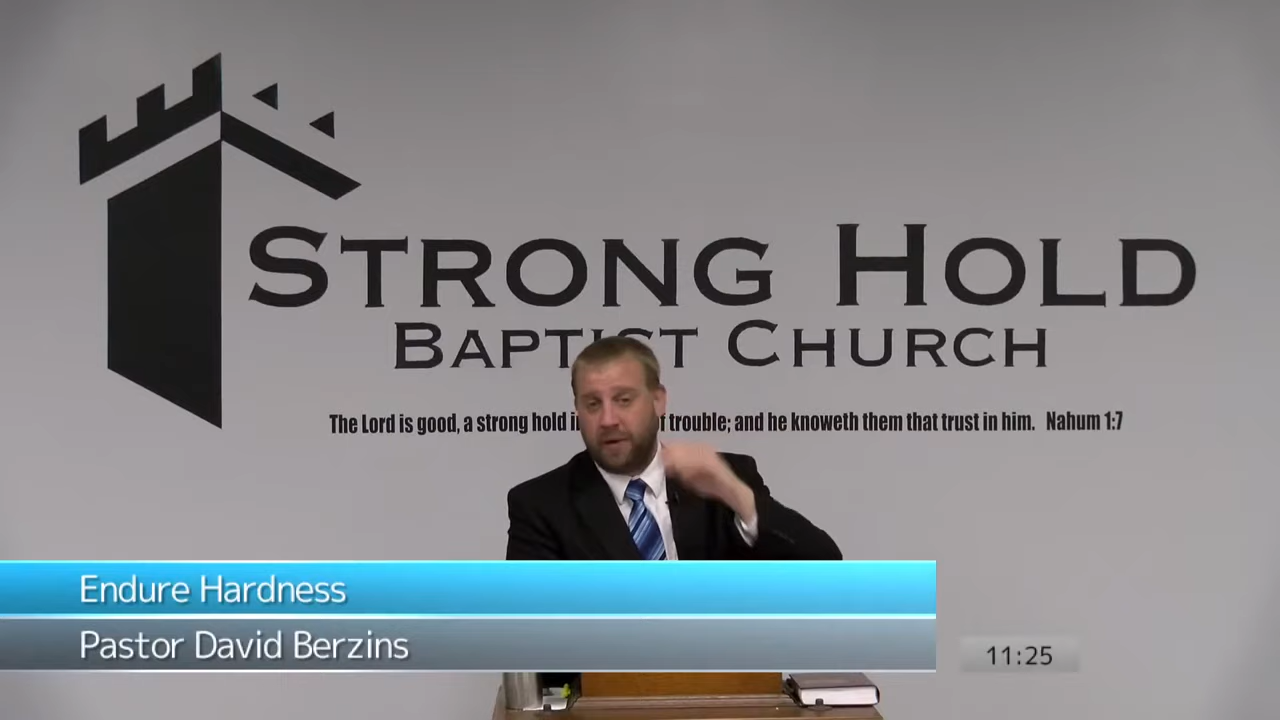 STRONG HOLD
BAPTIST CHURCH
The Lord is good, a strong hold in f trouble; and he knoweth them that trust in him. Nahum 1:7
Endure Hardness
Pastor David Berzins
11:25